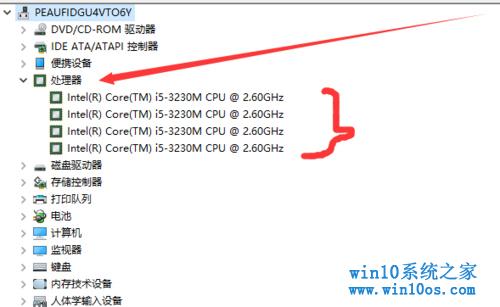 PEAUFIDGU4VTO6Y
DVD/CD-ROM 驱动器
IDE ATA/ATAPI 控制器
便携设备
处理器
Intel(R) Core(TM) i5-3230M CPU @ 2.60GHz
Intel(R) Core(TM) i5-3230M CPU @ 2.60GHz
Intel(R) Core(TM) i5-3230M CPU @ 2.60GHz
Intel(R) Core(TM) i5-3230M CPU @ 2.60GHz
磁盘驱动器
存储控制器
打印队列
电池
计算机
监视器
键盘
内存技术设备
人体学输入设备
win10系统之家
www.win10os.com